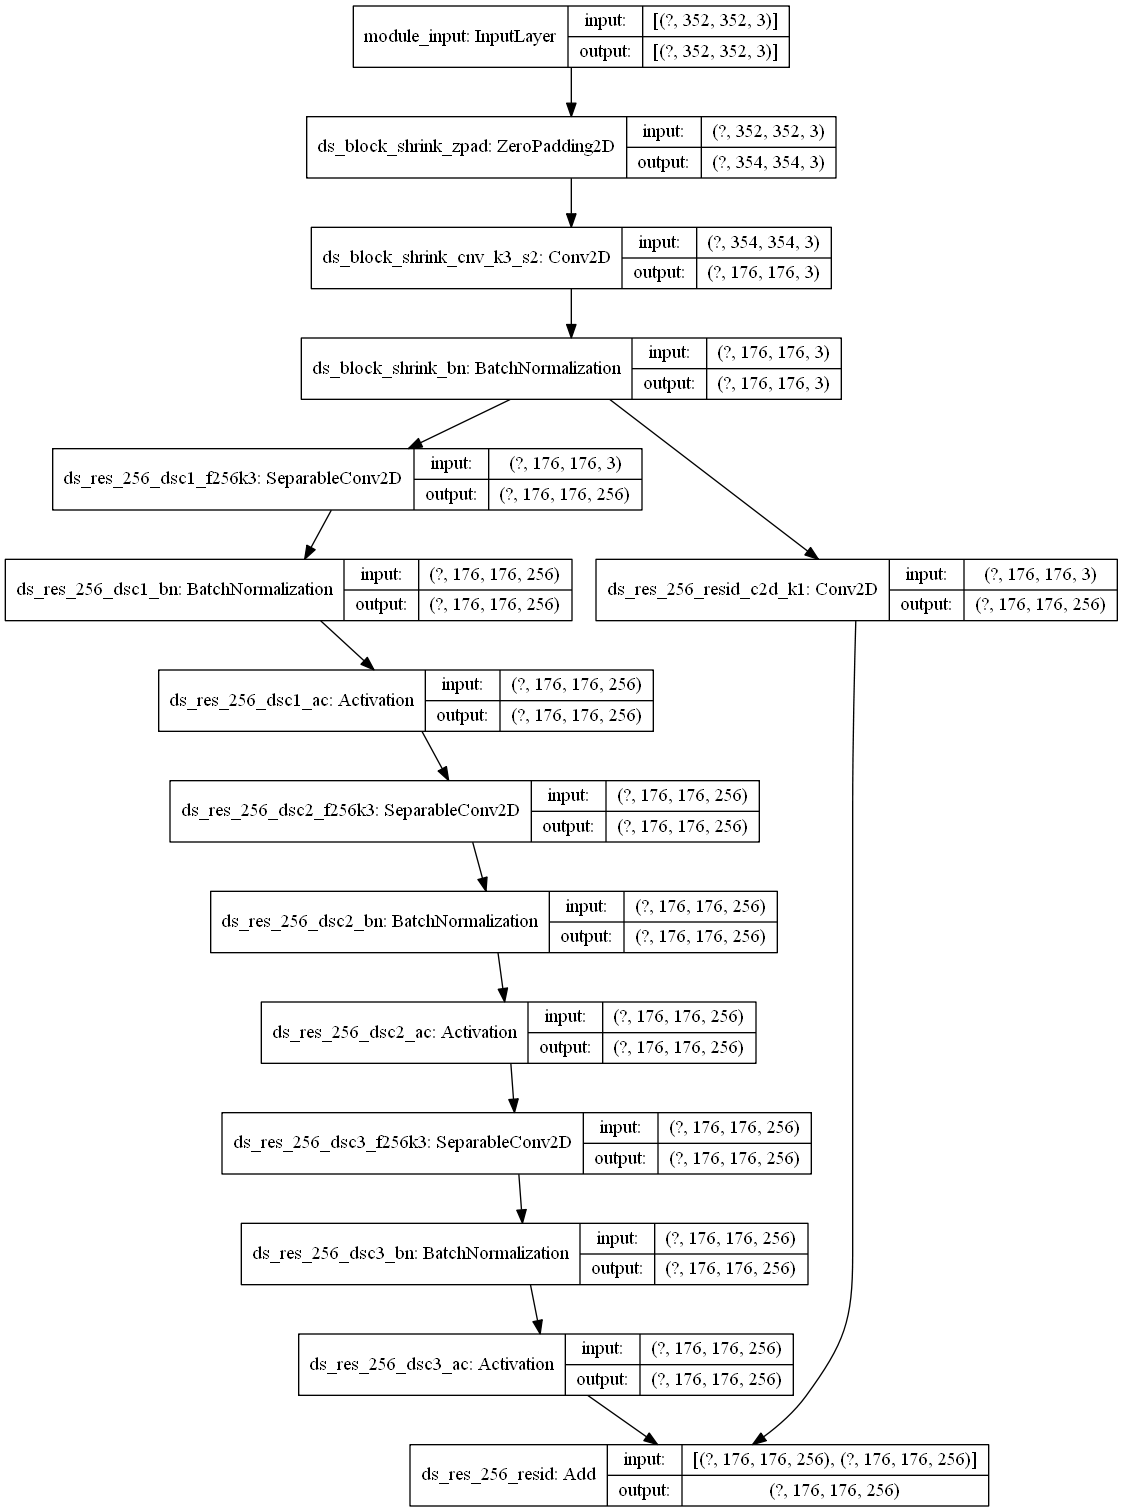 module_input: InputLayer
input:
[(?, 352, 352, 3)]
output:
[(?, 352, 352, 3)]
ds_block_shrink_zpad: ZeroPadding2D
input:
(?, 352, 352, 3)
output:
(?, 354, 354, 3)
ds_block_shrink_cnv_k3_s2: Conv2D
input:
(?, 354, 354, 3)
output:
(?, 176, 176, 3)
ds_block_shrink_bn: BatchNormalization
input:
(?, 176, 176, 3)
output:
(?, 176, 176, 3)
ds_res_256_dsc1_f256k3: SeparableConv2D
input:
(?, 176, 176, 3)
output:
(?, 176, 176, 256)
ds_res_256_dsc1_bn: BatchNormalization
input:
(?, 176, 176, 256)
output:
(?, 176, 176, 256)
ds_res_256_resid_c2d_k1: Conv2D
input:
(?, 176, 176, 3)
output:
(?, 176, 176, 256)
ds_res_256_dsc1_ac: Activation
input:
(?, 176, 176, 256)
output:
(?, 176, 176, 256)
ds_res_256_dsc2_f256k3: SeparableConv2D
input:
(?, 176, 176, 256)
output:
(?, 176, 176, 256)
ds_res_256_dsc2_bn: BatchNormalization
input:
(?, 176, 176, 256)
output:
(?, 176, 176, 256)
ds_res_256_dsc2_ac: Activation
input:
(?, 176, 176, 256)
output:
(?, 176, 176, 256)
ds_res_256_dsc3_f256k3: SeparableConv2D
input:
(?, 176, 176, 256)
output:
(?, 176, 176, 256)
ds_res_256_dsc3_bn: BatchNormalization
input:
(?, 176, 176, 256)
output:
(?, 176, 176, 256)
ds_res_256_dsc3_ac: Activation
input:
(?, 176, 176, 256)
output:
(?, 176, 176, 256)
ds_res_256_resid: Add
input:
[(?, 176, 176, 256), (?, 176, 176, 256)]
output:
(?, 176, 176, 256)